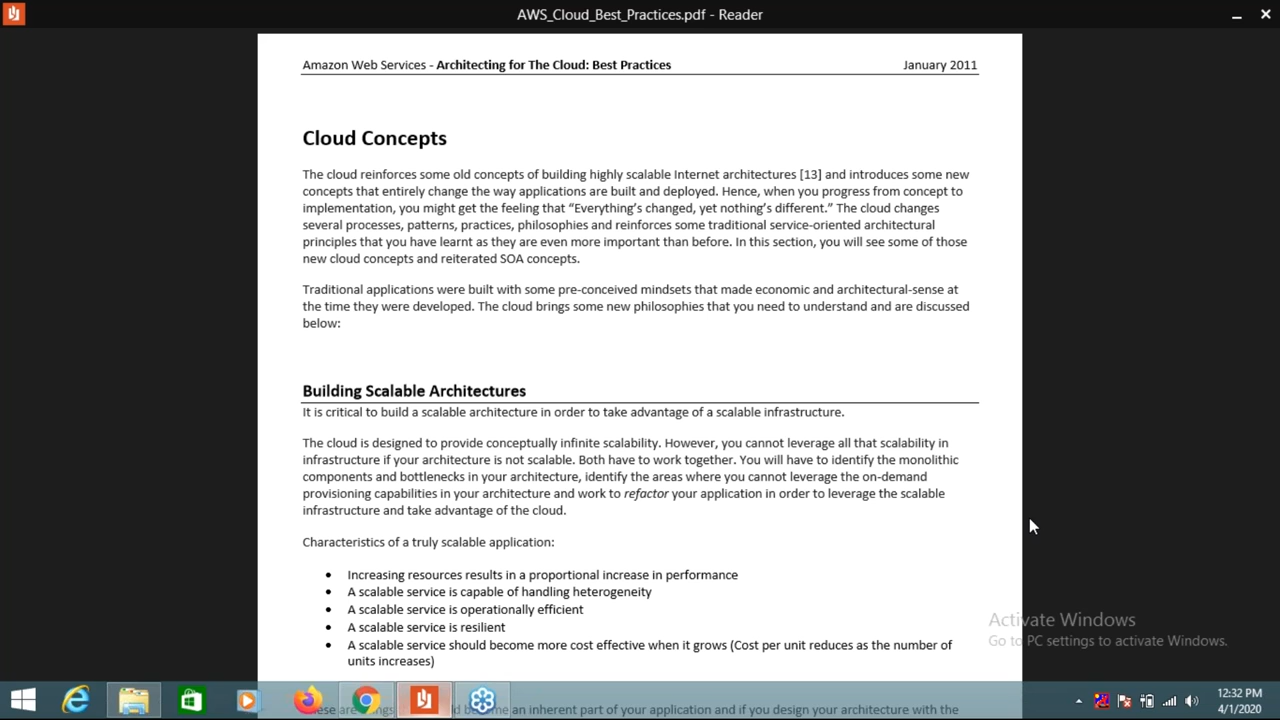 AWS_Cloud_Best_Practices.pdf - Reader
Amazon Web Services - Architecting for The Cloud: Best Practices January 2011
Cloud Concepts
The cloud reinforces some old concepts of building highly scalable Internet architectures [13] and introduces some new
concepts that entirely change the way applications are built and deployed. Hence, when you progress from concept to
implementation, you might get the feeling that “Everything’s changed, yet nothing’s different.” The cloud changes
several processes, patterns, practices, philosophies and reinforces some traditional service-oriented architectural
principles that you have learnt as they are even more important than before. In this section, you will see some of those
new cloud concepts and reiterated SOA concepts.
Traditional applications were built with some pre-conceived mindsets that made economic and architectural-sense at
the time they were developed. The cloud brings some new philosophies that you need to understand and are discussed
below:
Building Scalable Architectures
It is critical to build a scalable architecture in order to take advantage of a scalable infrastructure.
The cloud is designed to provide conceptually infinite scalability. However, you cannot leverage all that scalability in
infrastructure if your architecture is not scalable. Both have to work together. You will have to identify the monolithic
components and bottlenecks in your architecture, identify the areas where you cannot leverage the on-demand
provisioning capabilities in your architecture and work to refactor your application in order to leverage the scalable
infrastructure and take advantage of the cloud.
Characteristics of a truly scalable application:
• Increasing resources results in a proportional increase in performance
• A scalable service is capable of handling heterogeneity
• A scalable service is operationally efficient
• A scalable service is resilient
• A scalable service should become more cost effective when it grows (Cost per unit reduces as the number of
units increases)
Activate Windows
Go to PC settings to activate Windows.
an inherent part of your application and if you design your architecture with the
12:32 PM
4/1/2020